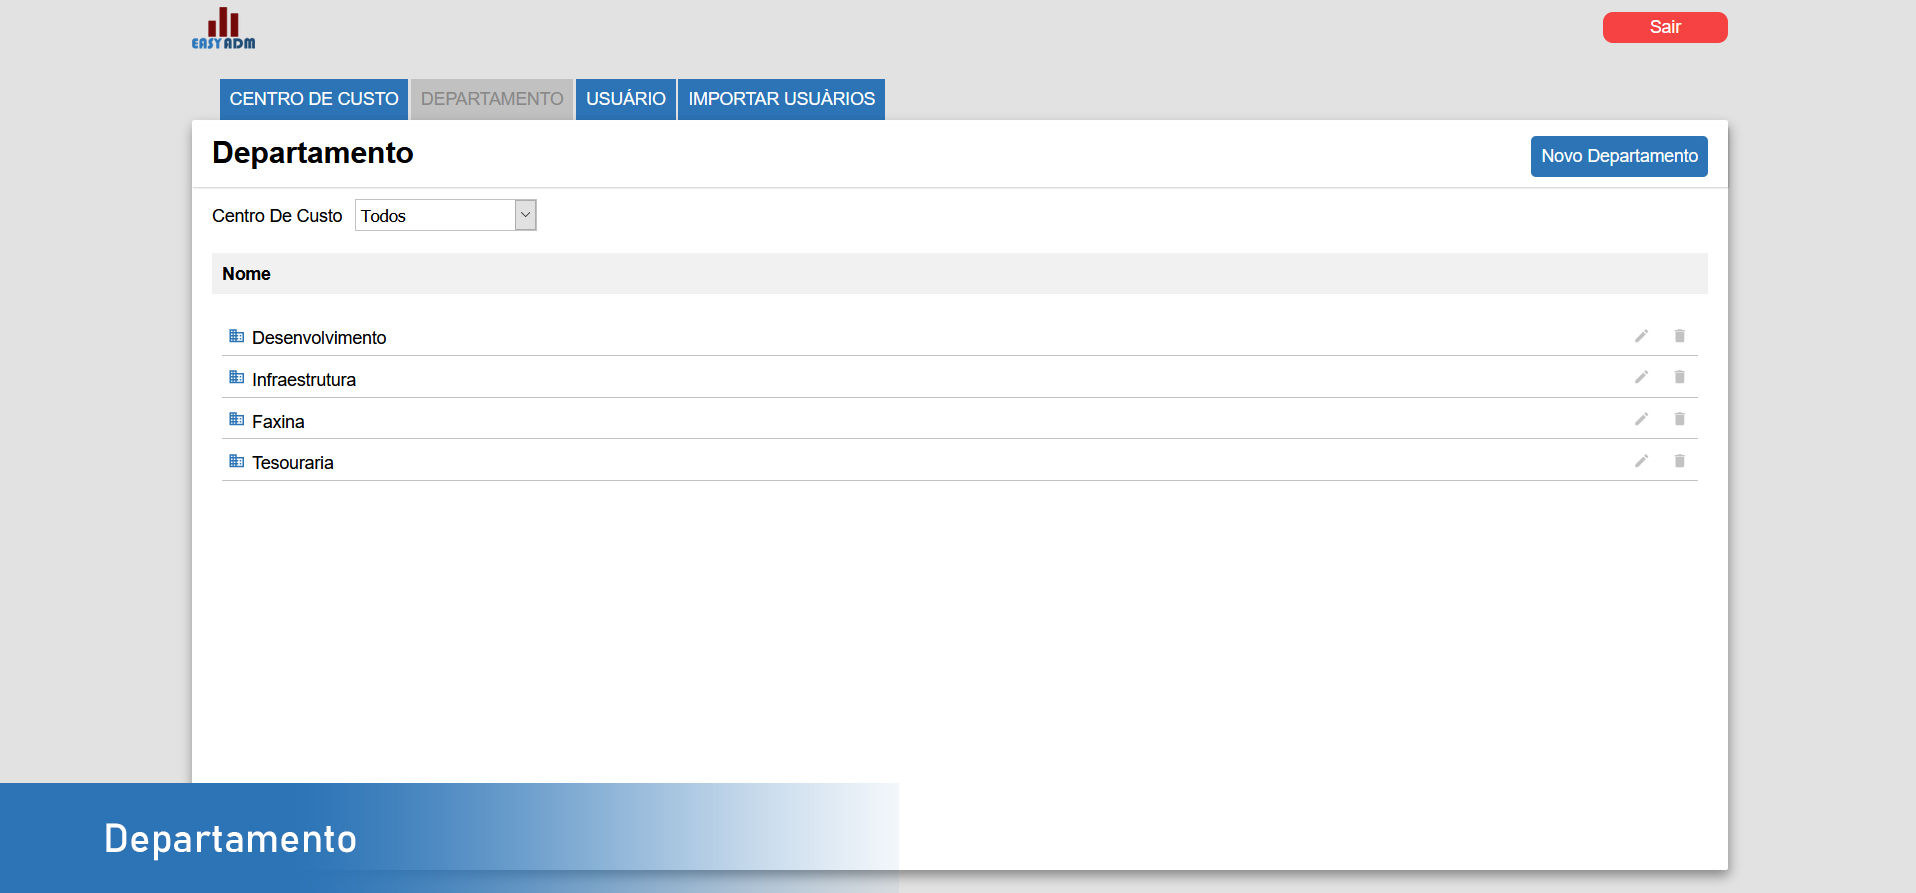 EASY ADM
Sair
CENTRO DE CUSTO DEPARTAMENTO USUÁRIO IMPORTAR USUÀRIOS
Departamento
Novo Departamento
Centro De Custo Todos
Nome
Desenvolvimento
Infraestrutura
Faxina
Tesouraria
Departamento